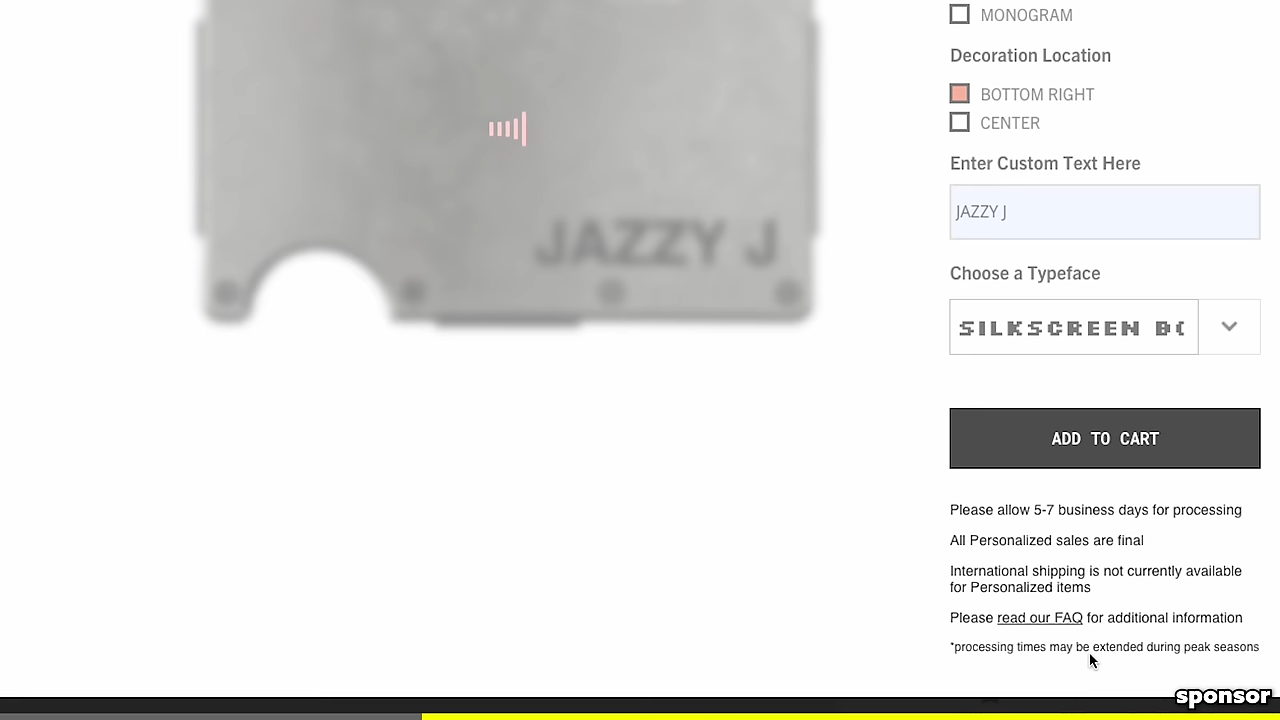 MONOGRAM
Decoration Location
BOTTOM RIGHT
CENTER
Enter Custom Text Here
JAZZY J
JAZZY J
Choose a Typeface
SILKSCREEN
ADD TO CART
Please allow 5-7 business days for processing
All Personalized sales are final
International shipping is not currently available
for Personalized items
Please read our FAQ for additional information
*processing times may be extended during peak seasons
sponsor